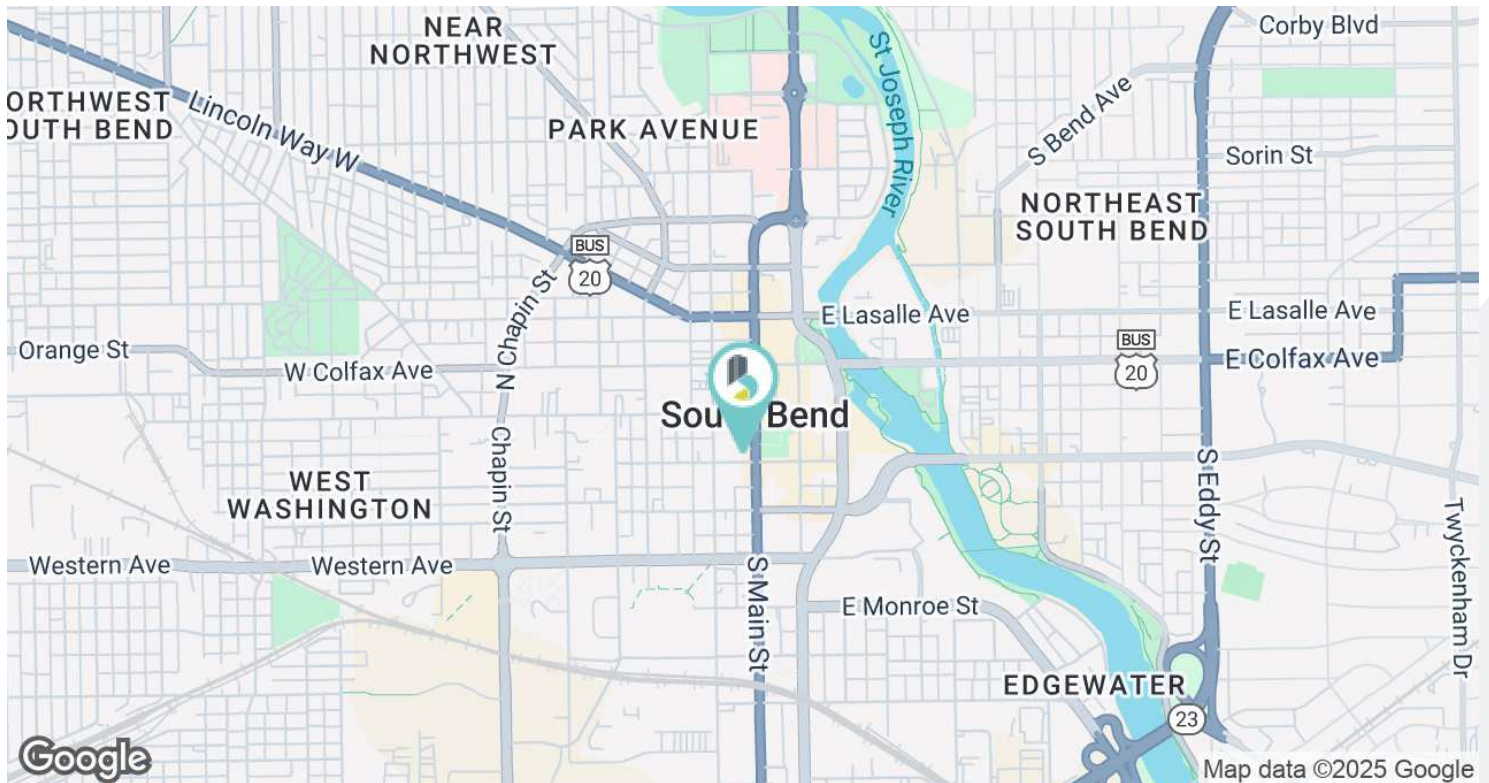 NEAR
NORTHWEST
Corby Blvd
ORTHWEST
OUTH BEND
Lincoln Way W
PARK AVENUE
St Joseph River
S Bend Ave
Sorin St
NORTHEAST
SOUTH BEND
BUS
20
N Chapin St
E Lasalle Ave
E Lasalle Ave
Orange St
W Colfax Ave
BUS
20
E Colfax Ave
South Bend
WEST
WASHINGTON
Chapin St
S Eddy St
Twyckenham Dr
Western Ave
Western Ave
S Main St
E Monroe St
EDGEWATER
23
Google
Map data ©2025 Google